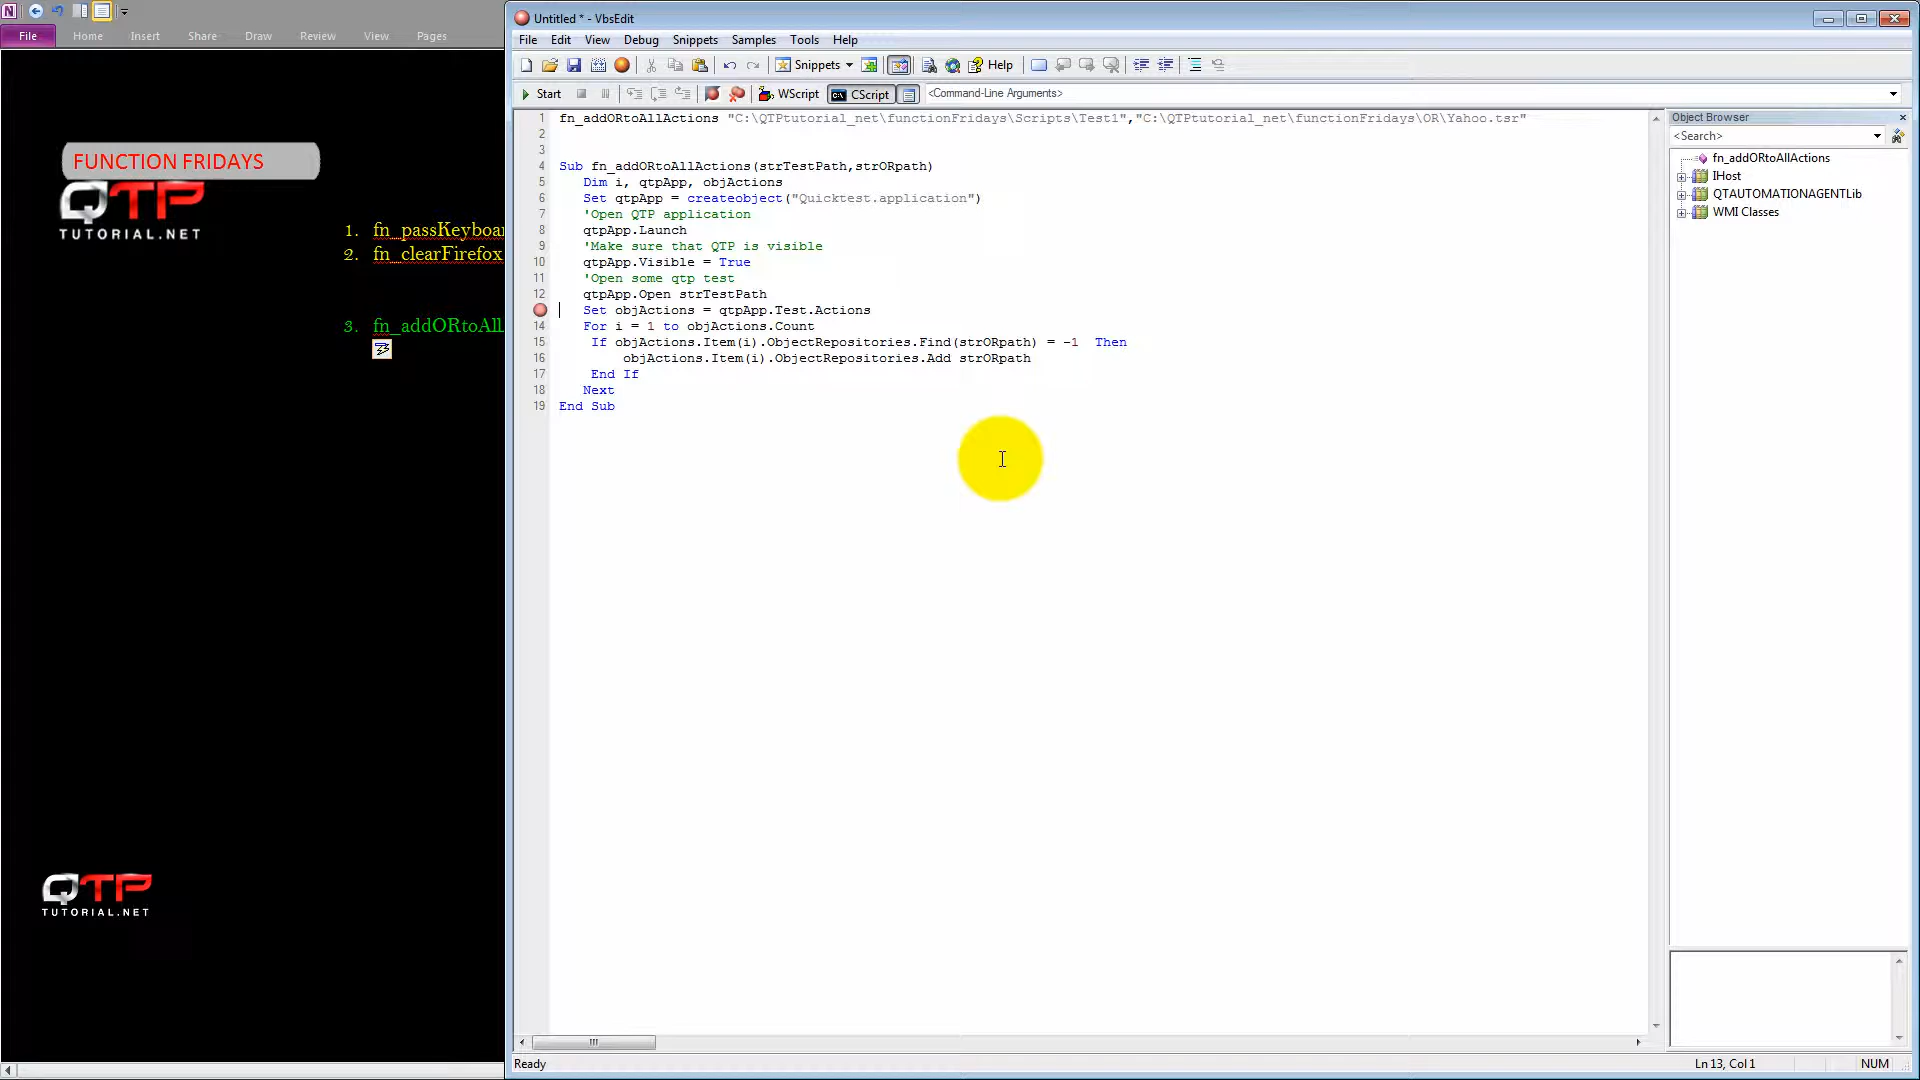 File
Home
Insert
Share
Draw
Review
View
Pages
FUNCTION FRIDAYS
QTP
TUTORIAL.NET
1. fn_passKeyboar
2. fn_clearFirefox
3. fn_addORtoAll
QTP
TUTORIAL.NET
Untitled * - VbsEdit
File Edit View Debug Snippets Samples Tools Help
Snippets
Help
Start
WScript
CScript
<Command-Line Arguments>
1 fn_addORtoAllActions "C:\QTPtutorial_net\functionFridays\Scripts\Test1","C:\QTPtutorial_net\functionFridays\OR\Yahoo.tsr"
2
3
4 Sub fn_addORtoAllActions(strTestPath,strORpath)
5 Dim i, qtpApp, objActions
6 Set qtpApp = createobject("Quicktest.application")
7 'Open QTP application
8 qtpApp.Launch
9 'Make sure that QTP is visible
10 qtpApp.Visible = True
11 'Open some qtp test
12 qtpApp.Open strTestPath
Set objActions = qtpApp.Test.Actions
14 For i = 1 to objActions.Count
15 If objActions.Item(i).ObjectRepositories.Find(strORpath) = -1 Then
16 objActions.Item(i).ObjectRepositories.Add strORpath
17 End If
18 Next
19 End Sub
Object Browser
<Search>
fn_addORtoAllActions
IHost
QTAUTOMATIONAGENTLib
WMI Classes
Ready
Ln 13, Col 1
NUM